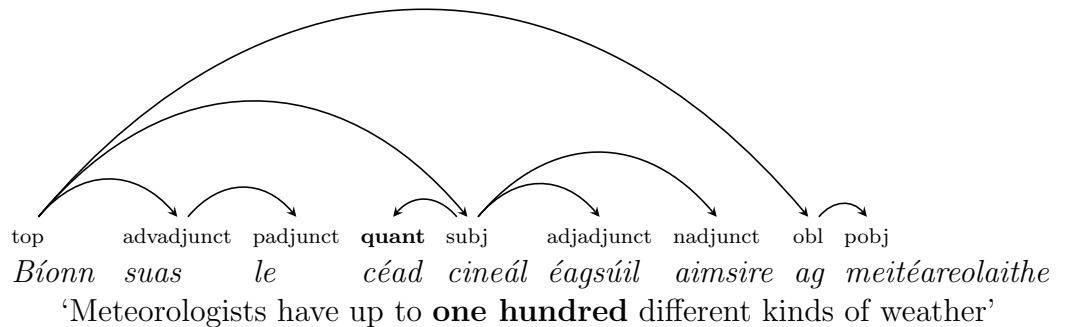 top advadjunct padjunct quant subj adjadjunct nadjunct obl pobj
Bíonn suas le céad cineál éagsúil aimsire ag meitéareolaithe
‘Meteorologists have up to one hundred different kinds of weather’